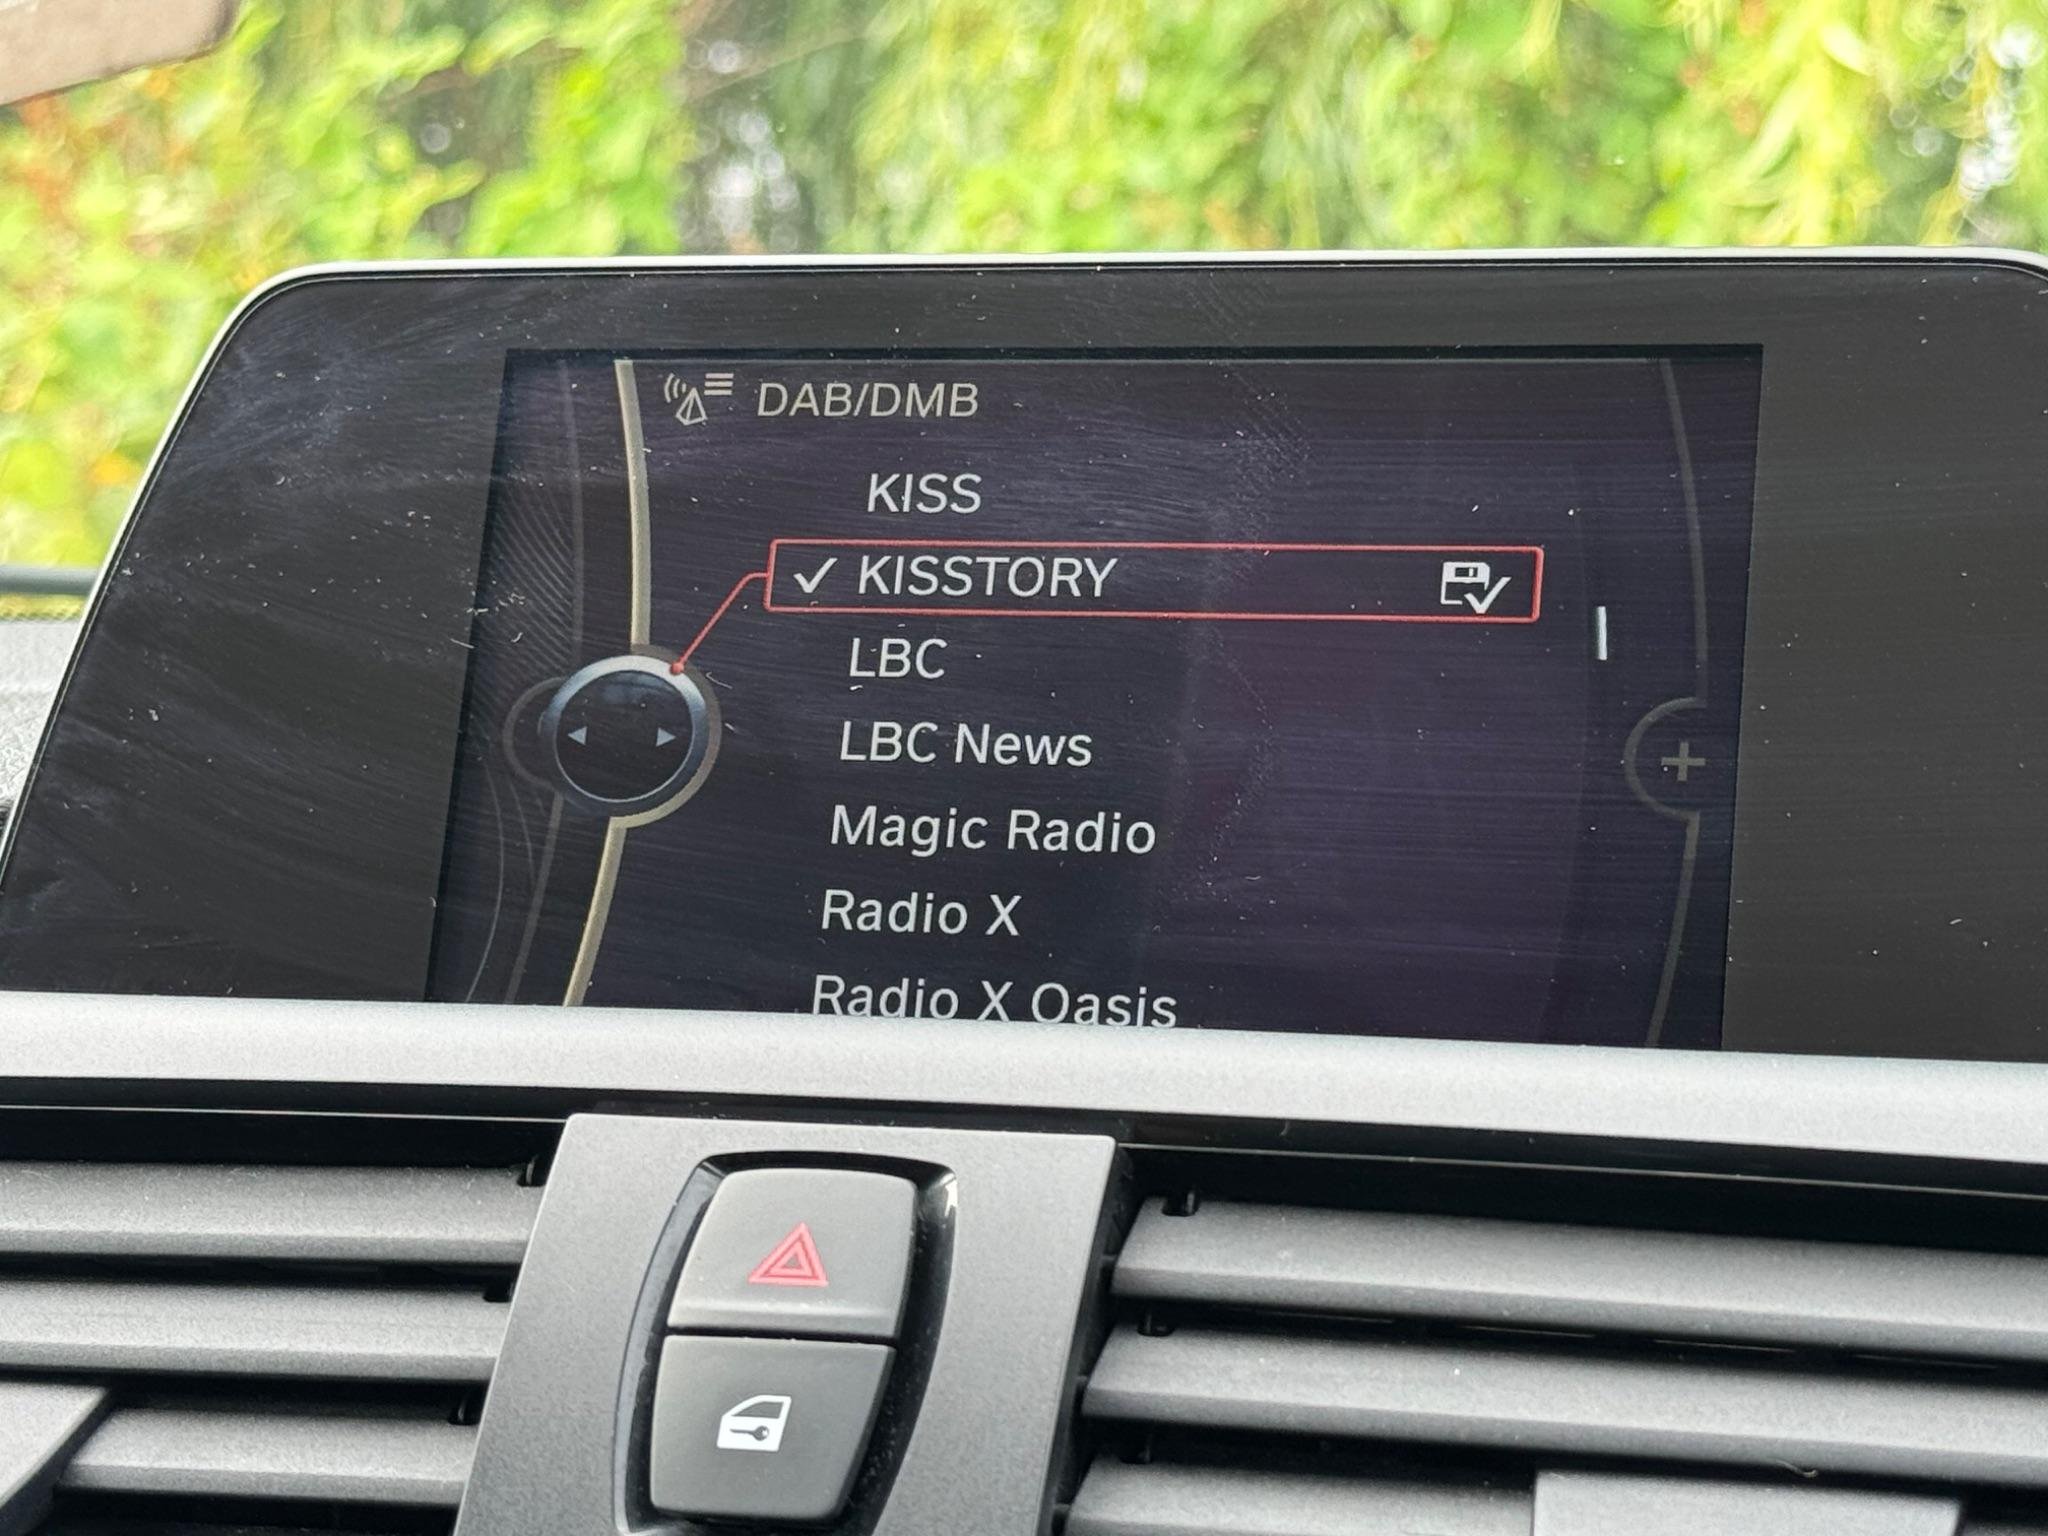 DAB/DMB
KISS
KISSTORY
LBC
LBC News
Magic Radio
Radio X
Radio X Oasis